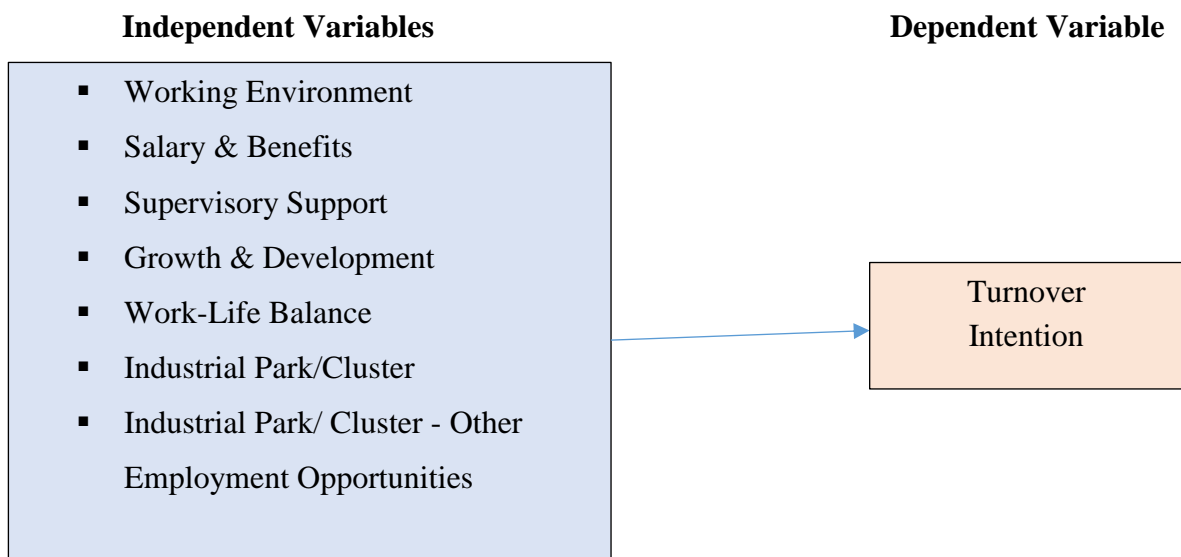 Independent Variables
Dependent Variable
▪ Working Environment
▪ Salary & Benefits
▪ Supervisory Support
▪ Growth & Development
▪ Work-Life Balance
▪ Industrial Park/Cluster
▪ Industrial Park/ Cluster - Other
Employment Opportunities
Turnover
Intention